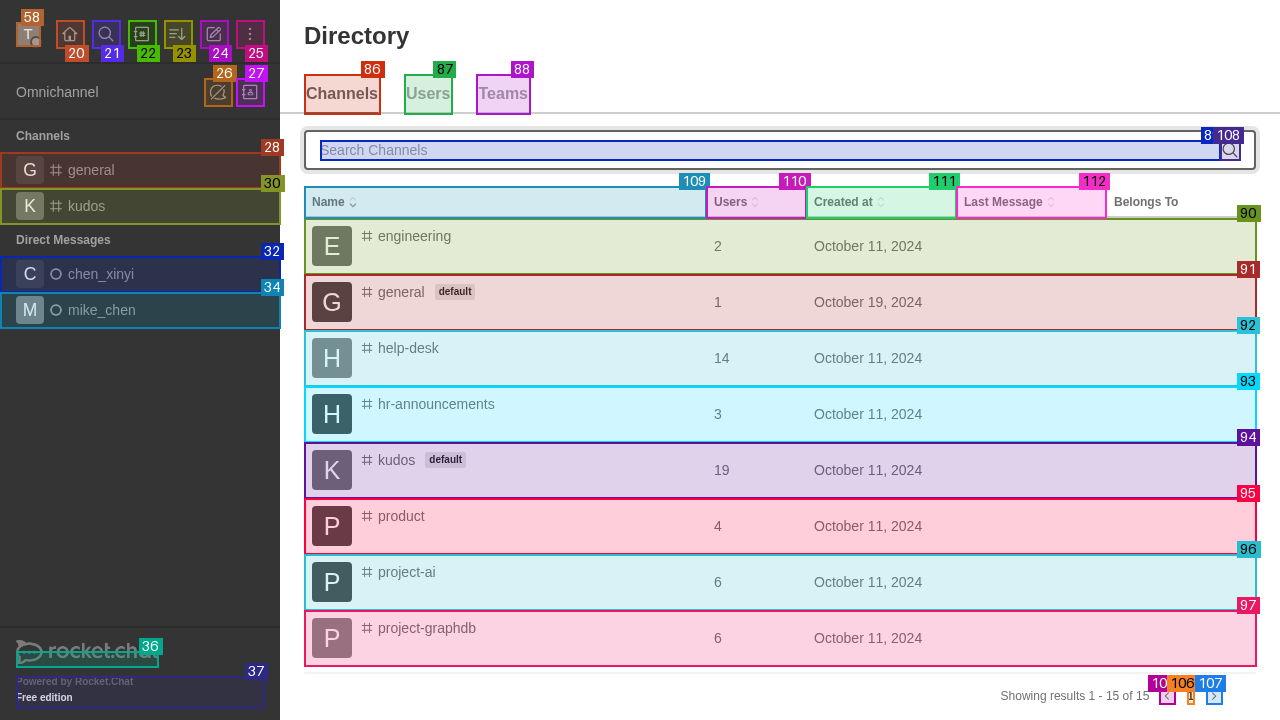 58
T
20
21
22
23
24
25
Omnichannel
26
27
Channels
28
G general
30
K kudos
Direct Messages
32
C chen_xinyi
34
M mike_chen
36
rocket.chat
37
Powered by Rocket.Chat
Free edition
Directory
86
87
88
Channels Users Teams
108
Search Channels
109 110 111 112
Name Users Created at Last Message Belongs To
90
E engineering 2 October 11, 2024
91
G general default 1 October 19, 2024
92
H help-desk 14 October 11, 2024
93
H hr-announcements 3 October 11, 2024
94
K kudos default 19 October 11, 2024
95
P product 4 October 11, 2024
96
P project-ai 6 October 11, 2024
97
P project-graphdb 6 October 11, 2024
106 107
Showing results 1 - 15 of 15 1